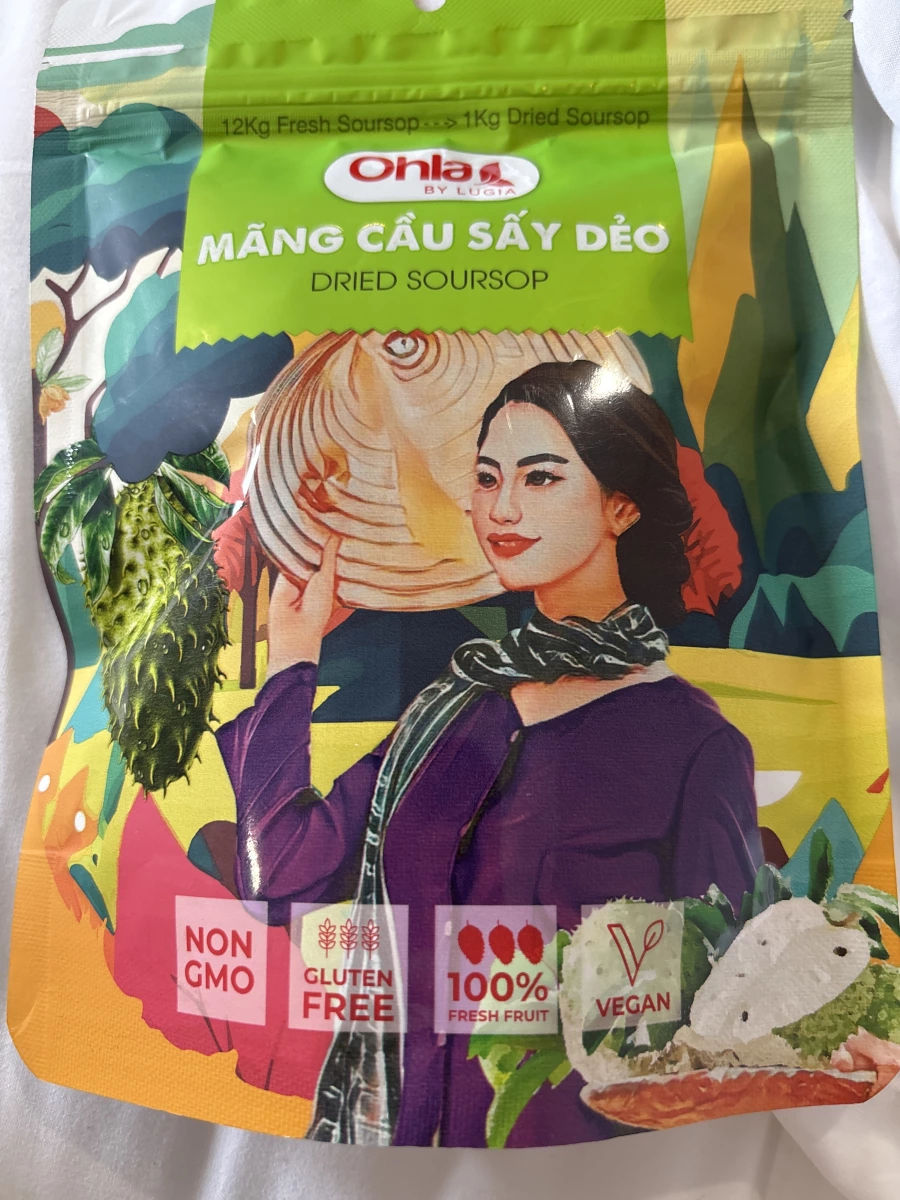 12Kg Fresh Soursop --> 1Kg Dried Soursop
Ohla
BY LUGIA
MÃNG CẦU SẤY DẺO
DRIED SOURSOP
NON
GMO
GLUTEN
FREE
100%
FRESH FRUIT
VEGAN